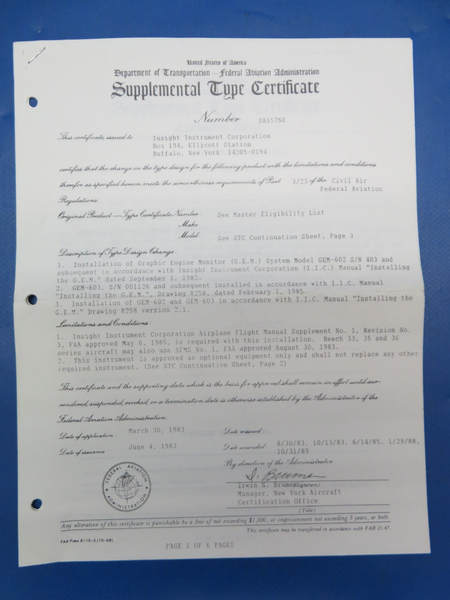 United States of America
Department of Transportation — Federal Aviation Administration
Supplemental Type Certificate
Number SA1579E
This certificate, issued to Insight Instrument Corporation
Box 194, Ellicott Station
Buffalo, New York 14205-0194
certifies that the change in the type design for the following product with the limitations and conditions
therefor as specified hereon meets the airworthiness requirements of Part 3/23 of the Civil Air
Federal Aviation
Regulations.
Original Product — Type Certificate Number See Master Eligibility List
Make
Model See STC Continuation Sheet, Page 3
Description of Type Design Change:
1. Installation of Graphic Engine Monitor (G.E.M.) System Model GEM-602 S/N 403 and
subsequent in accordance with Insight Instrument Corporation (I.I.C.) Manual "Installing
the G.E.M." dated September 1, 1982.
2. GEM-603, S/N 001126 and subsequent installed in accordance with I.I.C. Manual
"Installing the G.E.M.", Drawing 8258, dated February 1, 1985.
3. Installation of GEM-602 and GEM-603 in accordance with I.I.C. Manual "Installing the
G.E.M." Drawing 8258 version 2.1.
Limitations and Conditions:
1. Insight Instrument Corporation Airplane Flight Manual Supplement No. 1, Revision No.
3, FAA approved May 6, 1985, is required with this installation. Beech 33, 35 and 36
series aircraft may also use SFMS No. 1, FAA approved August 30, 1983.
2. This instrument is approved as optional equipment only and shall not replace any other
required instrument. (See STC Continuation Sheet, Page 2)
This certificate and the supporting data which is the basis for approval shall remain in effect until sur-
rendered, suspended, revoked, or a termination date is otherwise established by the Administrator of the
Federal Aviation Administration.
Date of application: March 30, 1983 Date reissued:
Date of issuance: June 4, 1983 Date amended: 8/30/83, 10/13/83, 6/14/85, 1/29/88,
10/31/89
By direction of the Administrator
(Signature)
Manager, New York Aircraft
Certification Office
(Title)
FEDERAL AVIATION ADMINISTRATION
Any alteration of this certificate is punishable by a fine of not exceeding $1,000, or imprisonment not exceeding 3 years, or both.
This certificate may be transferred in accordance with FAR 21.47.
FAA Form 8110-2 (10-68)
PAGE 1 OF 6 PAGES